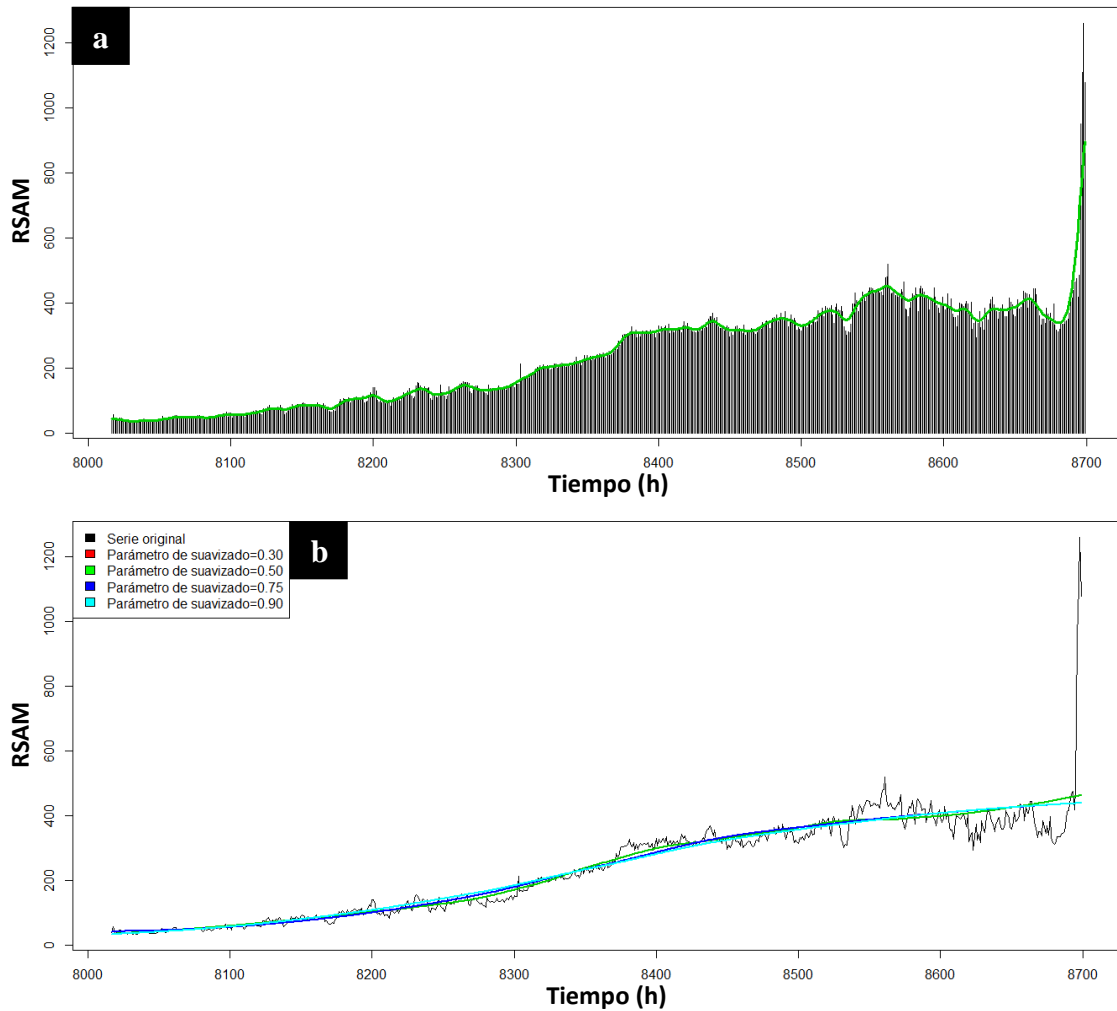 a
1200
1000
800
600
400
200
0
RSAM
8000 8100 8200 8300 8400 8500 8600 8700
Tiempo (h)
b
Serie original
Parámetro de suavizado=0.30
Parámetro de suavizado=0.50
Parámetro de suavizado=0.75
Parámetro de suavizado=0.90
1200
1000
800
600
400
200
0
RSAM
8000 8100 8200 8300 8400 8500 8600 8700
Tiempo (h)